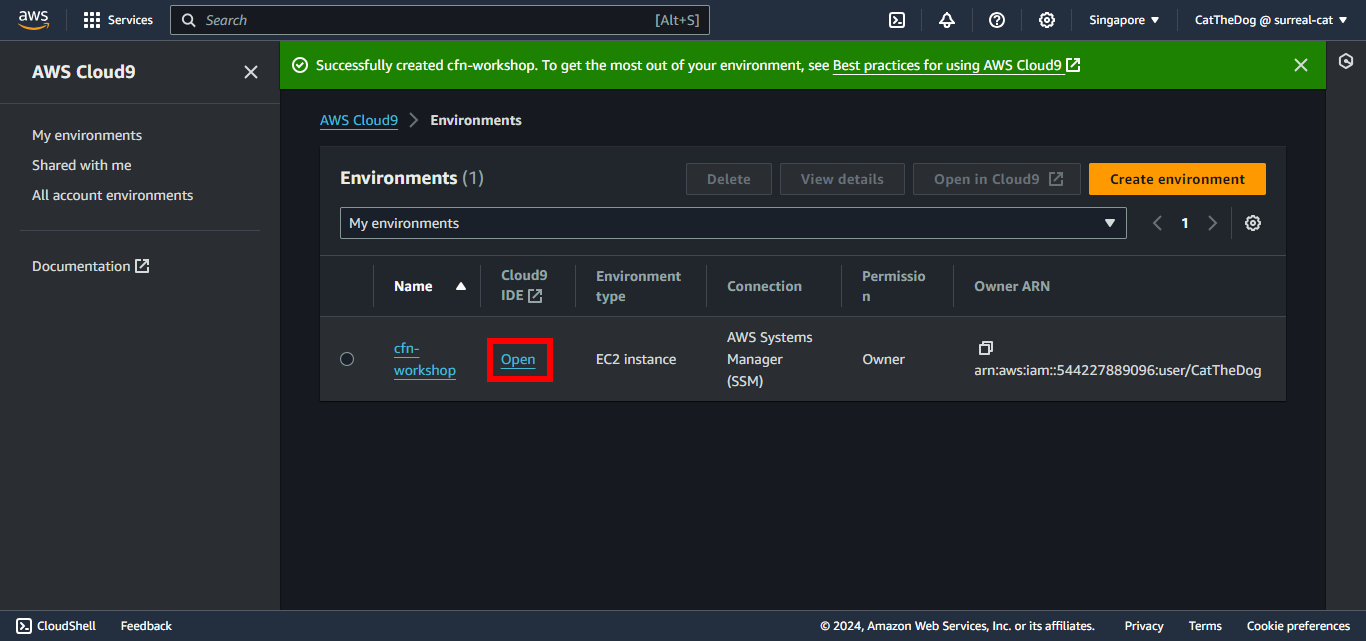 aws
Services
Search
[Alt+S]
Singapore
CatTheDog @ surreal-cat
AWS Cloud9
My environments
Shared with me
All account environments
Documentation
Successfully created cfn-workshop. To get the most out of your environment, see Best practices for using AWS Cloud9
AWS Cloud9
Environments
Environments (1)
Delete
View details
Open in Cloud9
Create environment
My environments
1
Name
Cloud9
IDE
Environment
type
Connection
Permissio
n
Owner ARN
cfn-
workshop
Open
EC2 instance
AWS Systems
Manager
(SSM)
Owner
arn:aws:iam::544227889096:user/CatTheDog
CloudShell
Feedback
© 2024, Amazon Web Services, Inc. or its affiliates.
Privacy
Terms
Cookie preferences